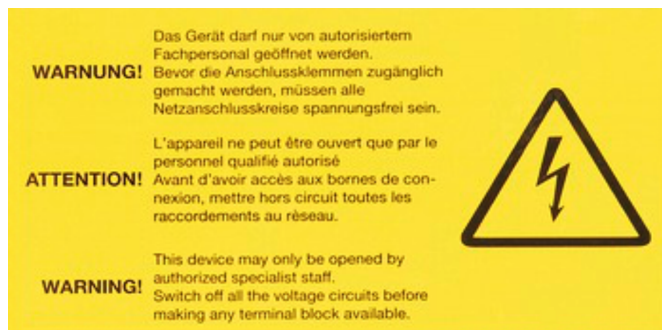 Das Gerät darf nur von autorisiertem
Fachpersonal geöffnet werden.
WARNUNG! Bevor die Anschlussklemmen zugänglich
gemacht werden, müssen alle
Netzanschlusskreise spannungsfrei sein.
L'appareil ne peut être ouvert que par le
personnel qualifié autorisé
ATTENTION! Avant d'avoir accès aux bornes de con-
nexion, mettre hors circuit toutes les
raccordements au rèseau.
This device may only be opened by
WARNING! authorized specialist staff.
Switch off all the voltage circuits before
making any terminal block available.